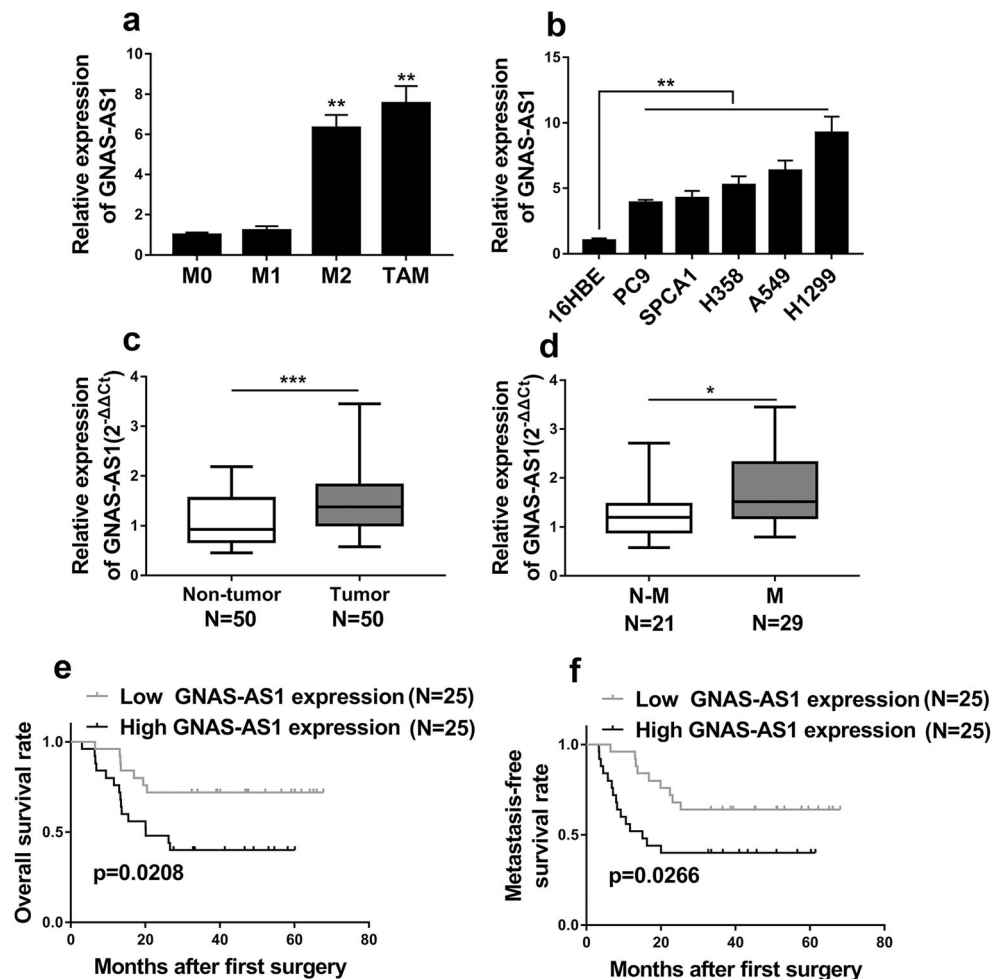 a
Relative expression
of GNAS-AS1
10
8
6
4
2
0
**
**
M0 M1 M2 TAM
b
Relative expression
of GNAS-AS1
15
10
5
0
**
16HBE PC9 SPCA1 H358 A549 H1299
c
Relative expression
of GNAS-AS1(2^-ΔΔCt)
4
3
2
1
0
***
Non-tumor Tumor
N=50 N=50
d
Relative expression
of GNAS-AS1(2^-ΔΔCt)
4
3
2
1
0
*
N-M M
N=21 N=29
e
Low GNAS-AS1 expression (N=25)
High GNAS-AS1 expression (N=25)
Overall survival rate
1.0
0.5
0.0
p=0.0208
0 20 40 60 80
Months after first surgery
f
Low GNAS-AS1 expression (N=25)
High GNAS-AS1 expression (N=25)
Metastasis-free
survival rate
1.0
0.5
0.0
p=0.0266
0 20 40 60 80
Months after first surgery